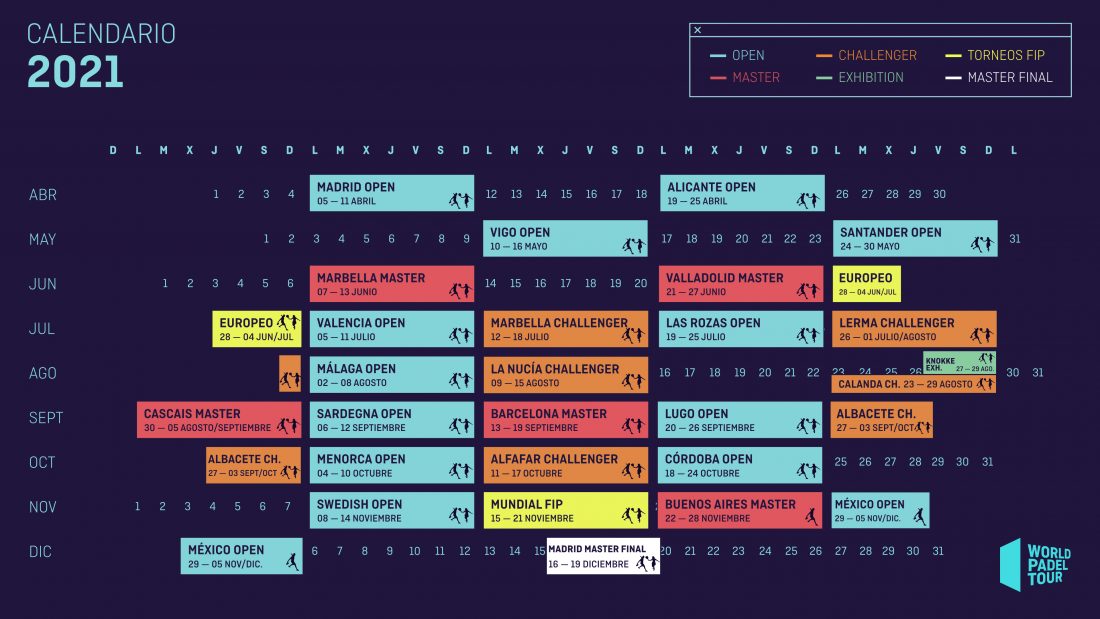 CALENDARIO
2021
×
OPEN CHALLENGER TORNEOS FIP
MASTER EXHIBITION MASTER FINAL
D L M X J V S D L M X J V S D L M X J V S D L M X J V S D L M X J V S D L
ABR 1 2 3 4 MADRID OPEN 12 13 14 15 16 17 18 ALICANTE OPEN 26 27 28 29 30
05 — 11 ABRIL 19 — 25 ABRIL
MAY 1 2 3 4 5 6 7 8 9 VIGO OPEN 17 18 19 20 21 22 23 SANTANDER OPEN 31
10 — 16 MAYO 24 — 30 MAYO
JUN 1 2 3 4 5 6 MARBELLA MASTER 14 15 16 17 18 19 20 VALLADOLID MASTER EUROPEO
07 — 13 JUNIO 21 — 27 JUNIO 28 — 04 JUN/JUL
JUL EUROPEO VALENCIA OPEN MARBELLA CHALLENGER LAS ROZAS OPEN LERMA CHALLENGER
28 — 04 JUN/JUL 05 — 11 JULIO 12 — 18 JULIO 19 — 25 JULIO 26 — 01 JULIO/AGOSTO
AGO MÁLAGA OPEN LA NUCÍA CHALLENGER 16 17 18 19 20 21 22 23 24 25 26 KNOKKE EXH. 27 — 29 AGO. 30 31
02 — 08 AGOSTO 09 — 15 AGOSTO CALANDA CH. 23 — 29 AGOSTO
SEPT CASCAIS MASTER SARDEGNA OPEN BARCELONA MASTER LUGO OPEN ALBACETE CH.
30 — 05 AGOSTO/SEPTIEMBRE 06 — 12 SEPTIEMBRE 13 — 19 SEPTIEMBRE 20 — 26 SEPTIEMBRE 27 — 03 SEPT/OCT
OCT ALBACETE CH. MENORCA OPEN ALFAFAR CHALLENGER CÓRDOBA OPEN 25 26 27 28 29 30 31
27 — 03 SEPT/OCT 04 — 10 OCTUBRE 11 — 17 OCTUBRE 18 — 24 OCTUBRE
NOV 1 2 3 4 5 6 7 SWEDISH OPEN MUNDIAL FIP BUENOS AIRES MASTER MÉXICO OPEN
08 — 14 NOVIEMBRE 15 — 21 NOVIEMBRE 22 — 28 NOVIEMBRE 29 — 05 NOV/DIC.
DIC MÉXICO OPEN 6 7 8 9 10 11 12 13 14 15 MADRID MASTER FINAL 20 21 22 23 24 25 26 27 28 29 30 31
29 — 05 NOV/DIC. 16 — 19 DICIEMBRE
WORLD
PADEL
TOUR